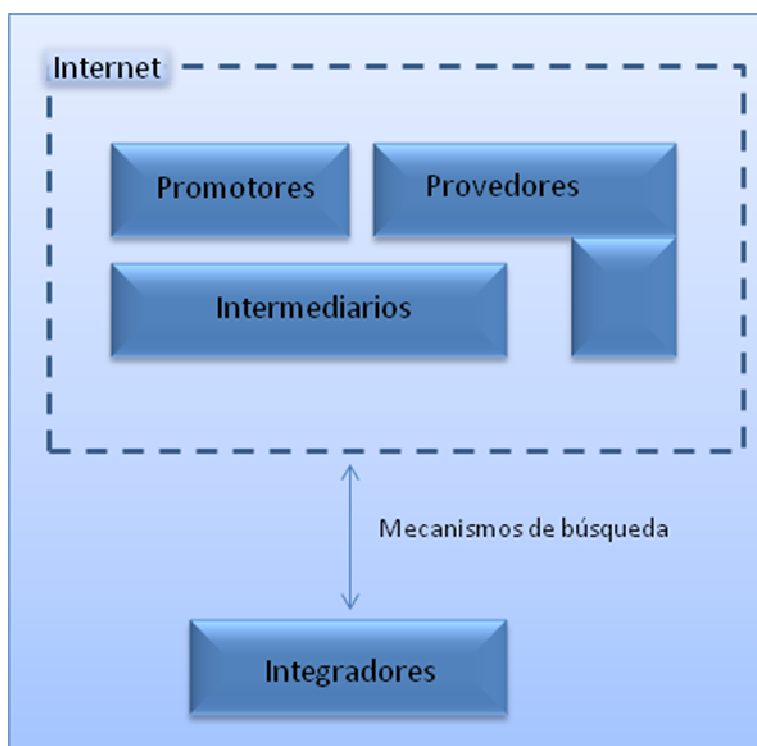 Internet
Promotores
Provedores
Intermediarios
Mecanismos de búsqueda
Integradores